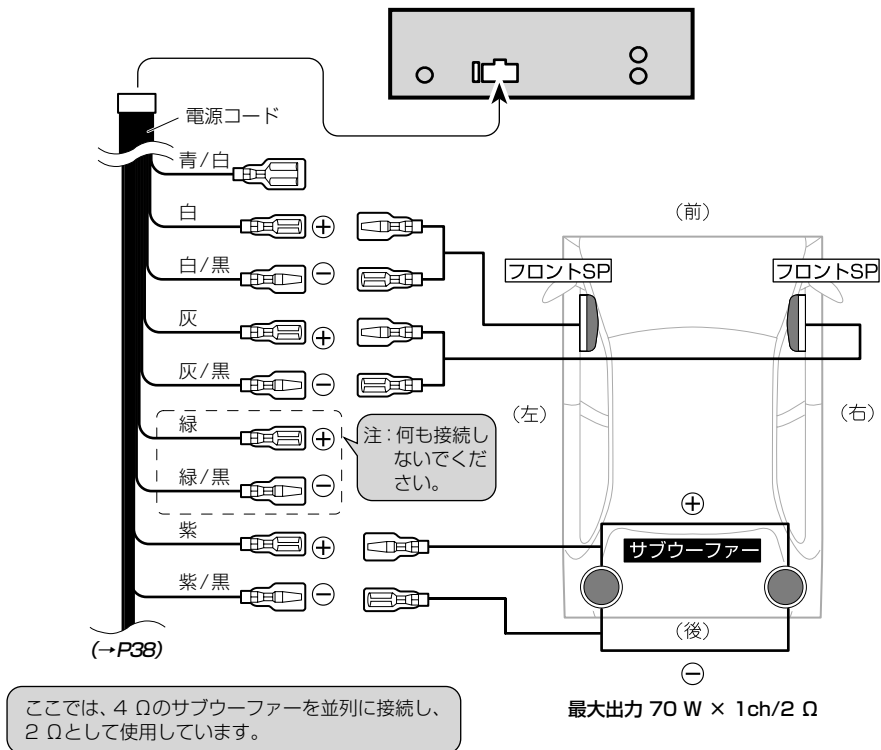 電源コード
青/白
白
⊕
白/黒
⊖
灰
⊕
灰/黒
⊖
緑
⊕
緑/黒
⊖
注：何も接続し
ないでくだ
さい。
紫
⊕
紫/黒
⊖
(→P38)
(前)
フロントSP
フロントSP
(左)
(右)
⊕
サブウーファー
(後)
⊖
最大出力 70 W × 1ch/2 Ω
ここでは、4 Ωのサブウーファーを並列に接続し、
2 Ωとして使用しています。